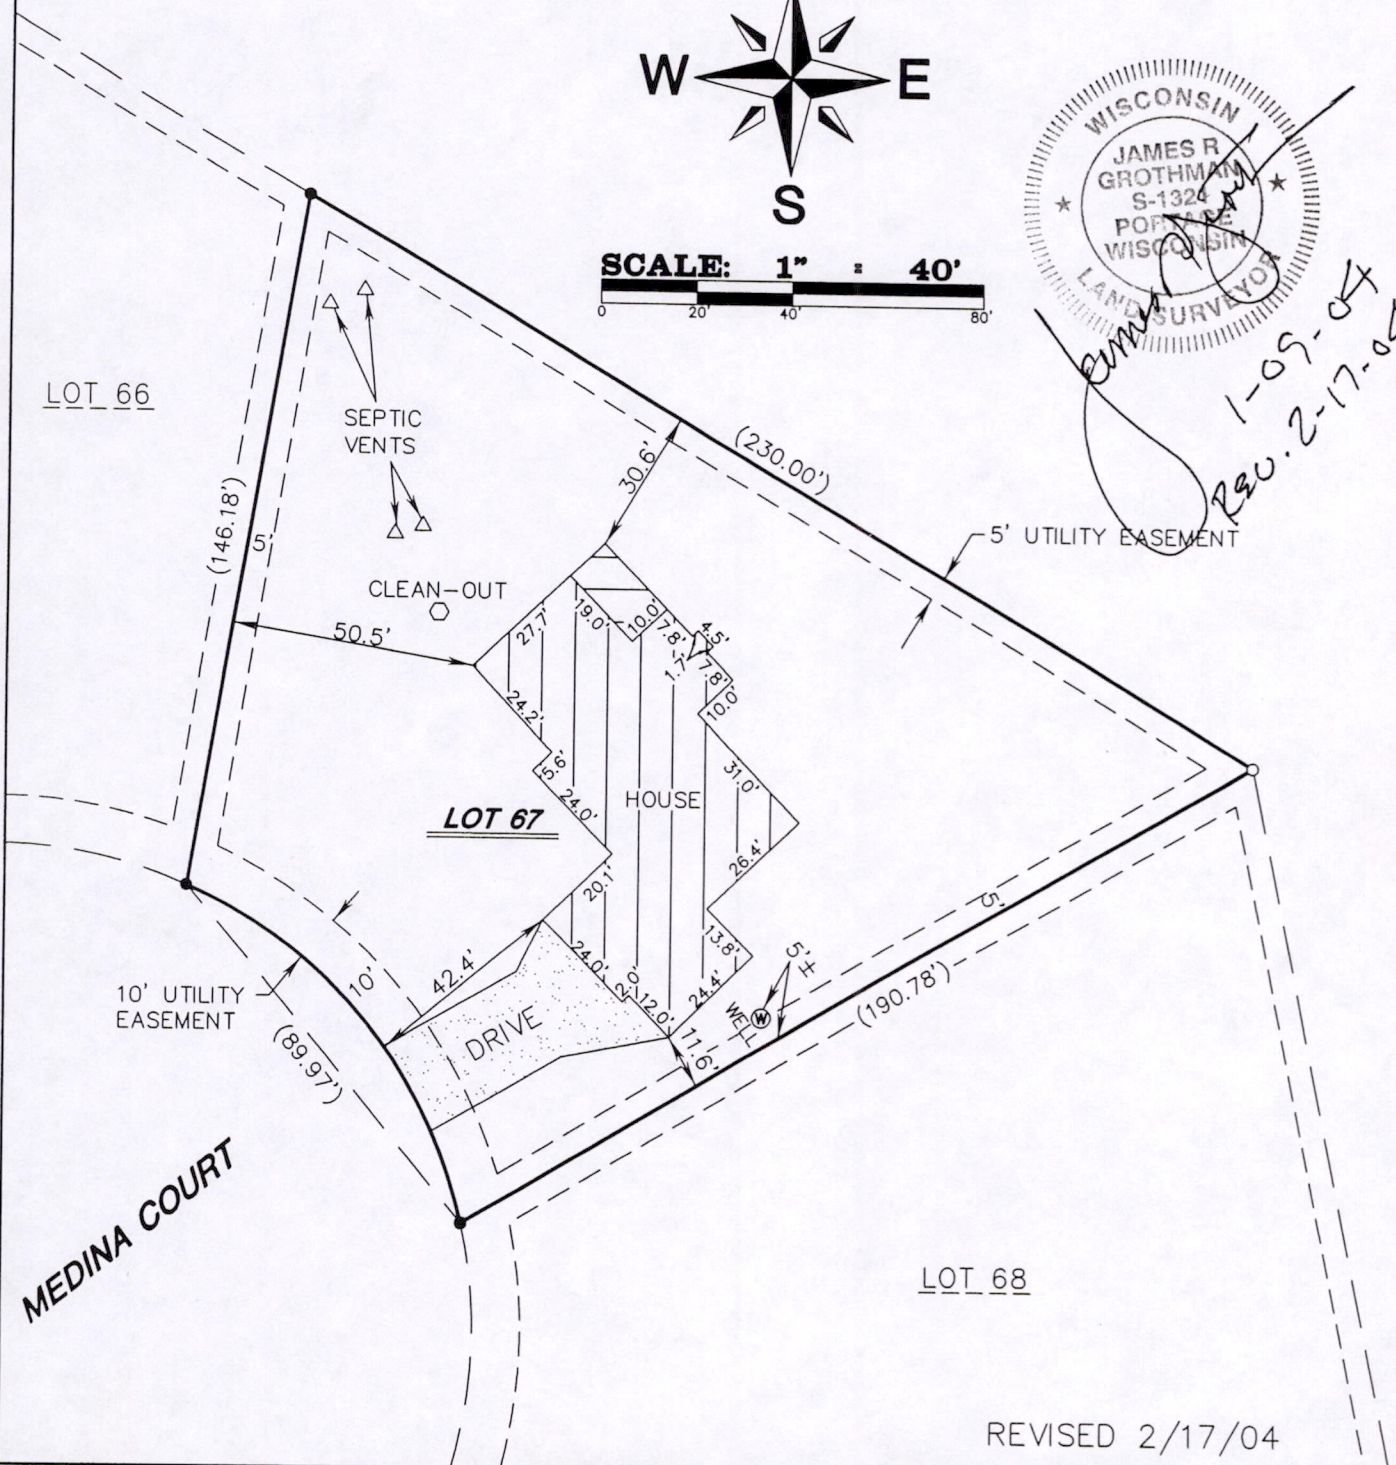 W E
S
SCALE: 1" = 40'
0 20' 40' 80'
WISCONSIN
JAMES R
GROTHMAN
S-1324
PORTAGE
WISCONSIN
LAND SURVEYOR
1-09-04
REV. 2-17-04
LOT 66
SEPTIC
VENTS
(146.18')
5'
30.6'
(230.00')
5' UTILITY EASEMENT
CLEAN-OUT
50.5'
27.7'
19.0'
10.0'
7.8'
4.5'
1.7'
7.8'
10.0'
24.2'
5.6'
24.0'
31.0'
HOUSE
LOT 67
26.4'
20.1'
13.8'
24.0'
2.0'
12.0'
24.4'
5'±
WELL
W
5'
(190.78')
11.6'
42.4'
DRIVE
10'
10' UTILITY
EASEMENT
(89.97')
MEDINA COURT
LOT 68
REVISED 2/17/04